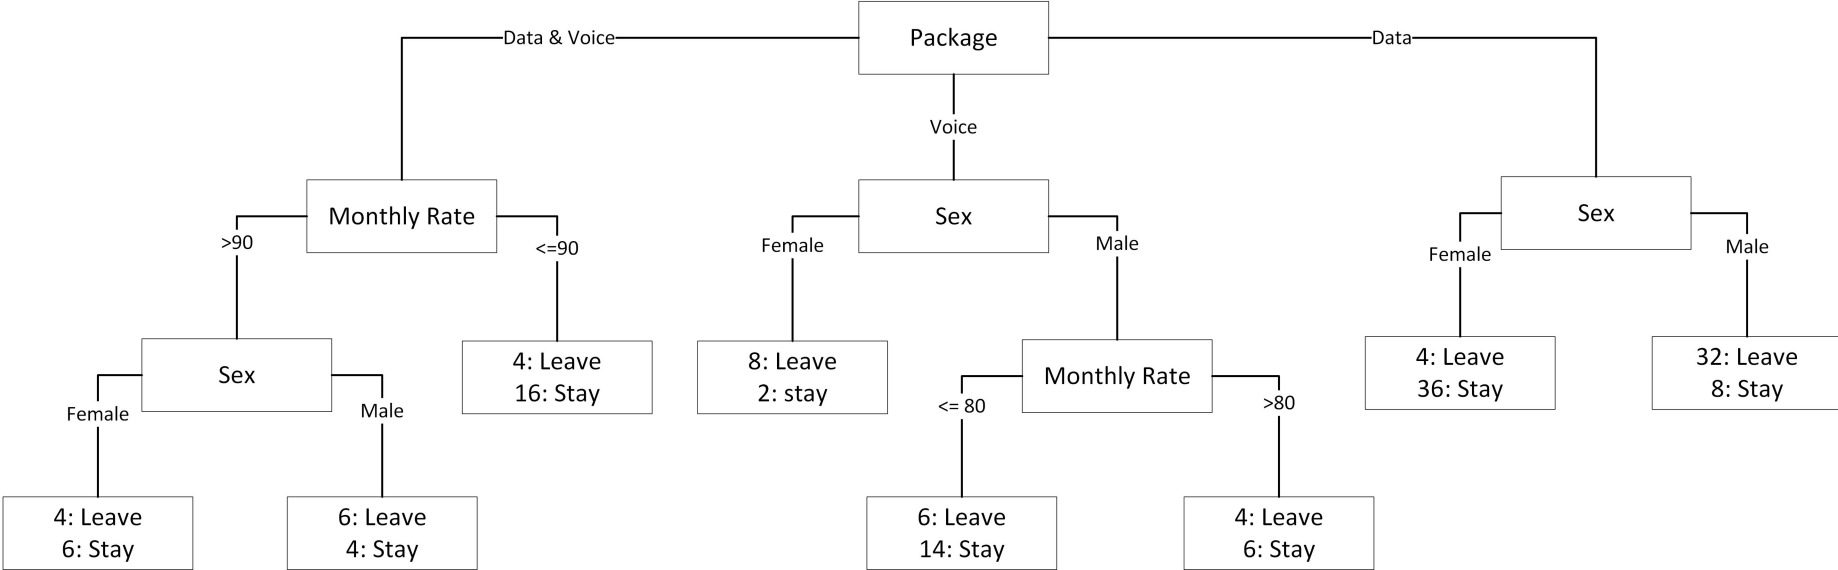 Package
Data & Voice
Voice
Data
Monthly Rate
Sex
Sex
>90
<=90
Female
Male
Female
Male
Sex
4: Leave
16: Stay
8: Leave
2: stay
Monthly Rate
4: Leave
36: Stay
32: Leave
8: Stay
Female
Male
<= 80
>80
4: Leave
6: Stay
6: Leave
4: Stay
6: Leave
14: Stay
4: Leave
6: Stay